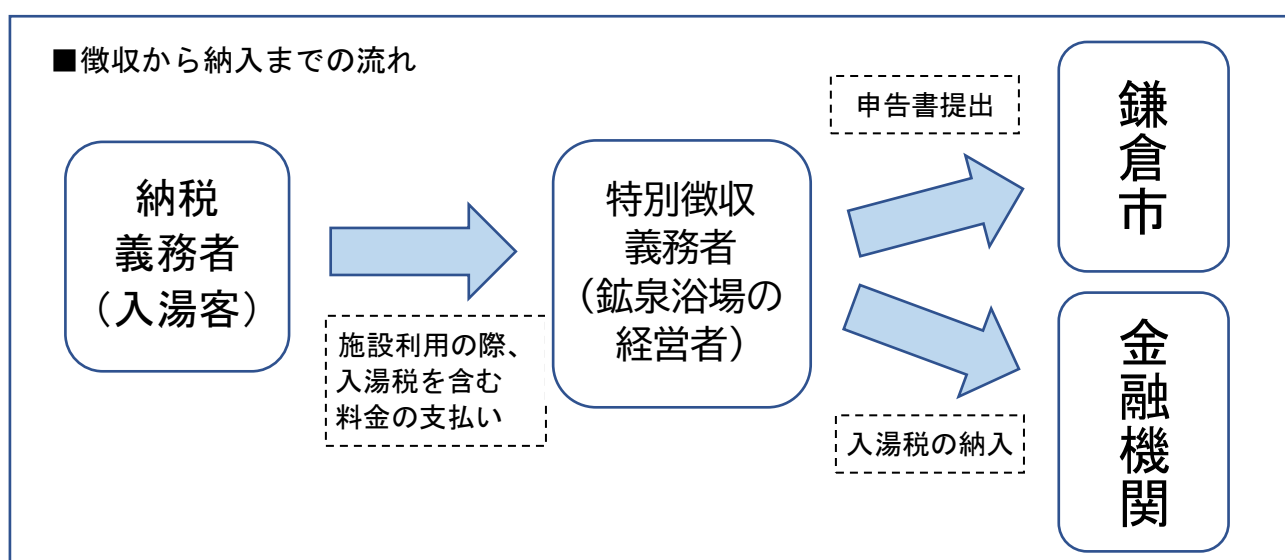 ■徴収から納入までの流れ
納税
義務者
（入湯客）
施設利用の際、
入湯税を含む
料金の支払い
特別徴収
義務者
（鉱泉浴場の
経営者）
申告書提出
鎌倉市
入湯税の納入
金融機関